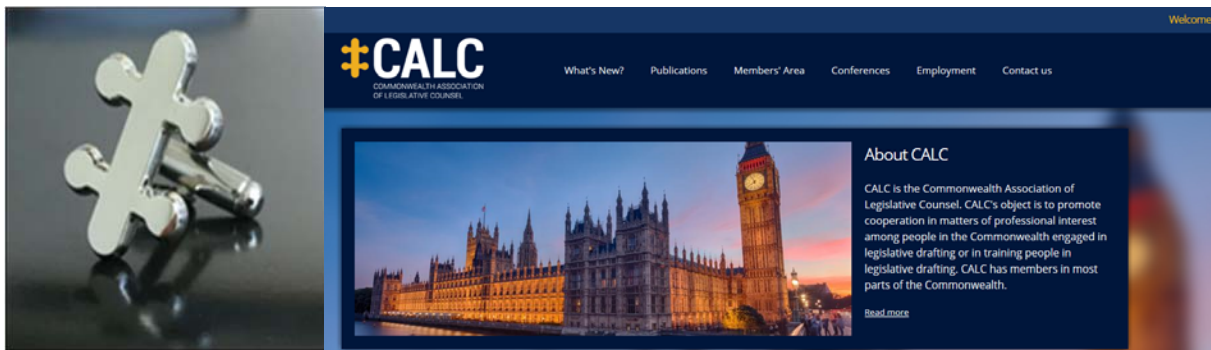 Welcome
CALC
COMMONWEALTH ASSOCIATION
OF LEGISLATIVE COUNSEL
What's New?
Publications
Members' Area
Conferences
Employment
Contact us
About CALC
CALC is the Commonwealth Association of
Legislative Counsel. CALC's object is to promote
cooperation in matters of professional interest
among people in the Commonwealth engaged in
legislative drafting or in training people in
legislative drafting. CALC has members in most
parts of the Commonwealth.
Read more